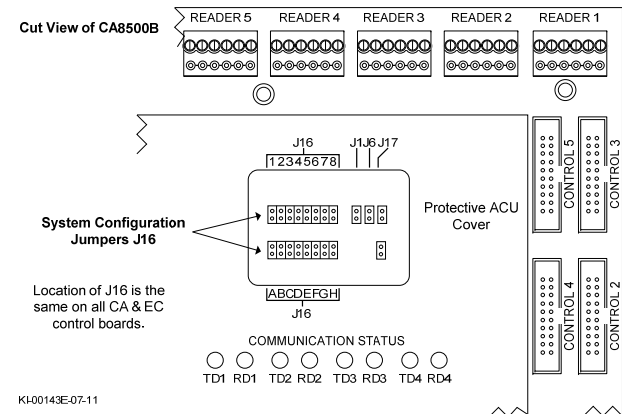 Cut View of CA8500B
READER 5
READER 4
READER 3
READER 2
READER 1
J16
J1
J6
J17
12345678
CONTROL 5
CONTROL 3
System Configuration
Jumpers J16
Protective ACU
Cover
Location of J16 is the
same on all CA & EC
control boards.
ABCDEFGH
J16
CONTROL 4
CONTROL 2
COMMUNICATION STATUS
TD1 RD1 TD2 RD2 TD3 RD3 TD4 RD4
KI-00143E-07-11